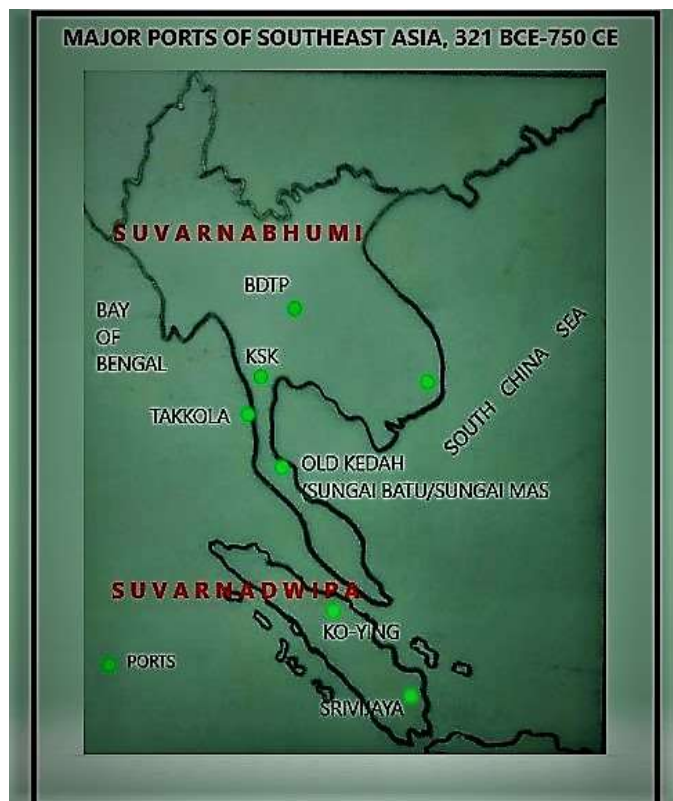 MAJOR PORTS OF SOUTHEAST ASIA, 321 BCE-750 CE
SUVARNABHUMI
BDTP
BAY
OF
BENGAL
KSK
SOUTH CHINA SEA
TAKKOLA
OLD KEDAH
/SUNGAI BATU/SUNGAI MAS
SUVARNADWIPA
KO-YING
PORTS
SRIVIJAYA